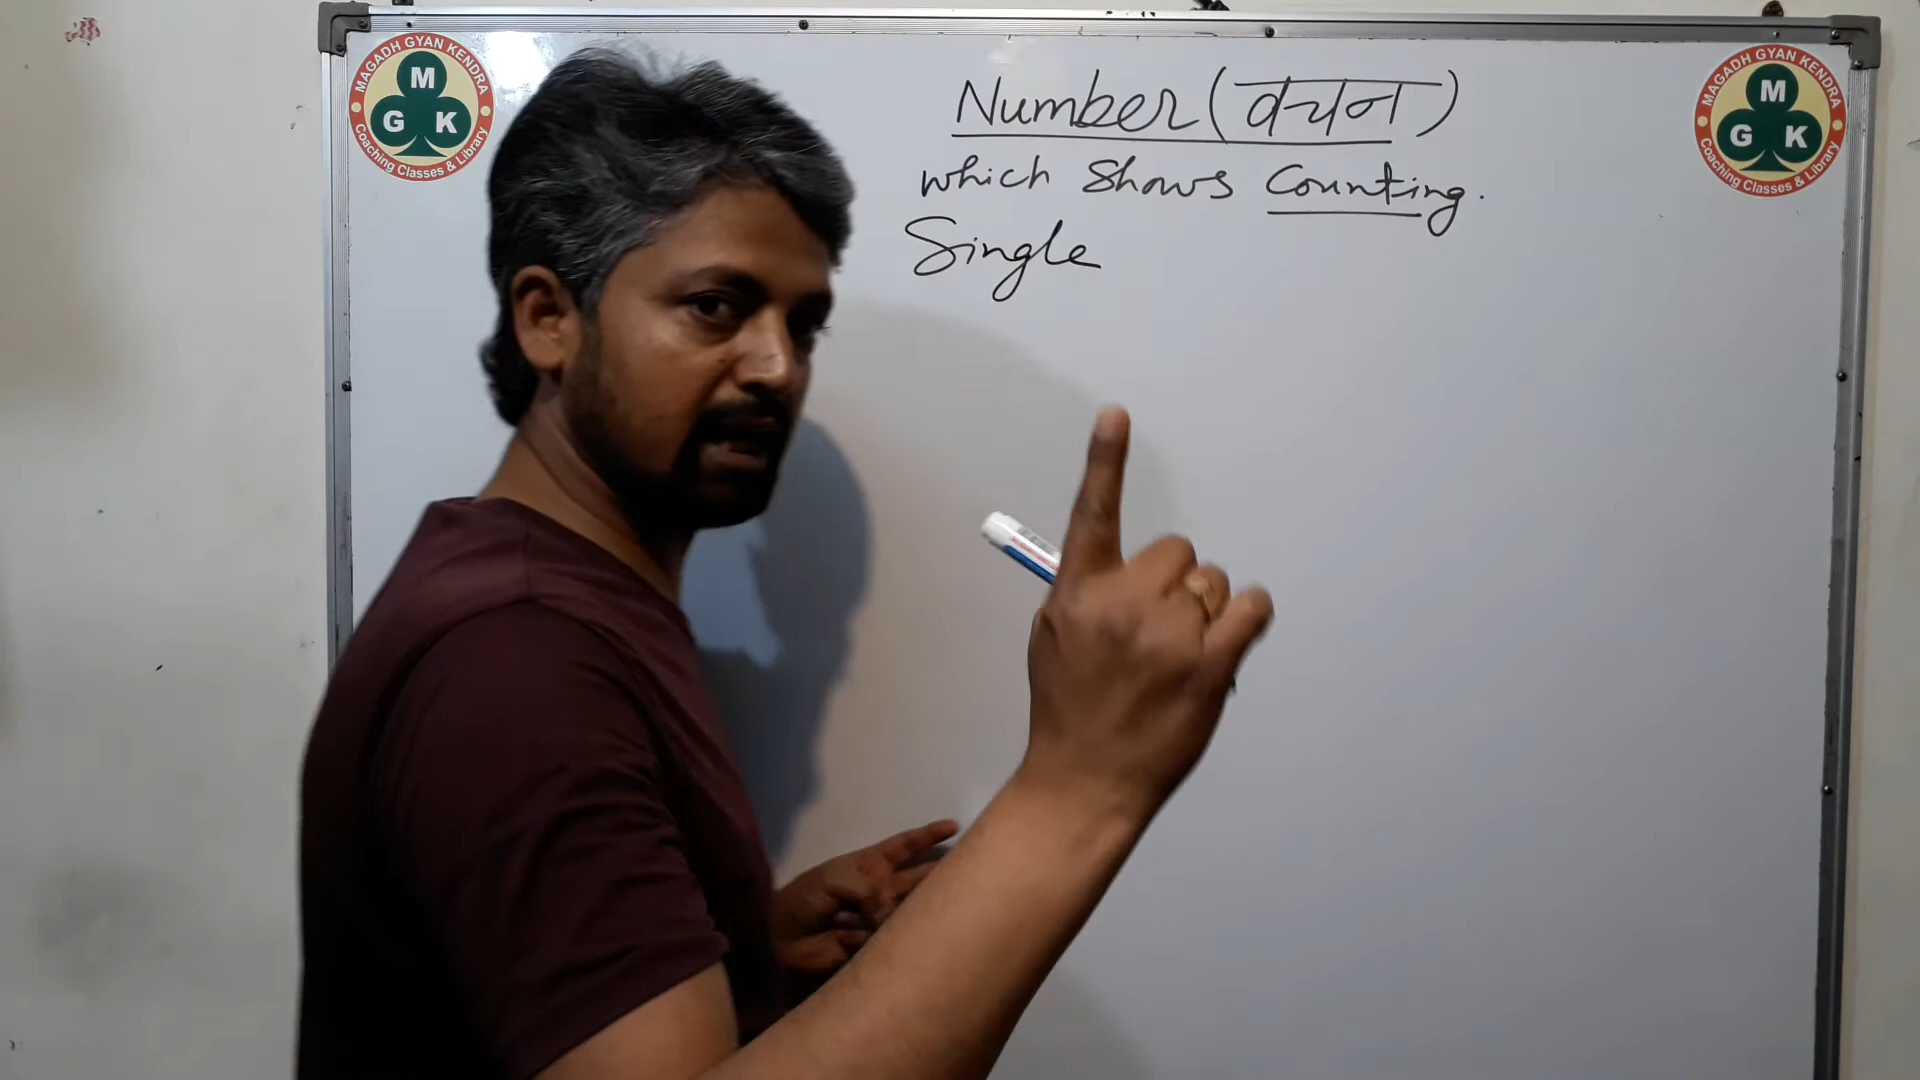 MAGADH GYAN KENDRA
M
G K
Coaching Classes & Library
Number (वचन)
which shows Counting.
Single
MAGADH GYAN KENDRA
M
G K
Coaching Classes & Library